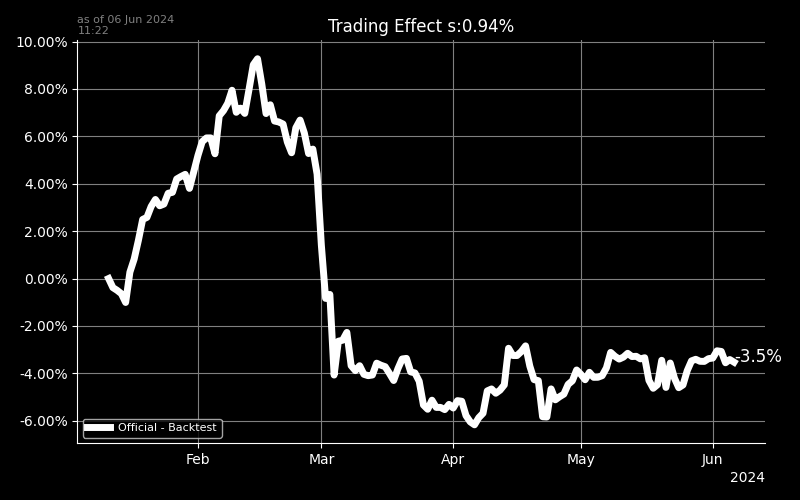 as of 06 Jun 2024
11:22
Trading Effect s:0.94%
10.00%
8.00%
6.00%
4.00%
2.00%
0.00%
-2.00%
-4.00%
-6.00%
-3.5%
Official - Backtest
Feb
Mar
Apr
May
Jun
2024